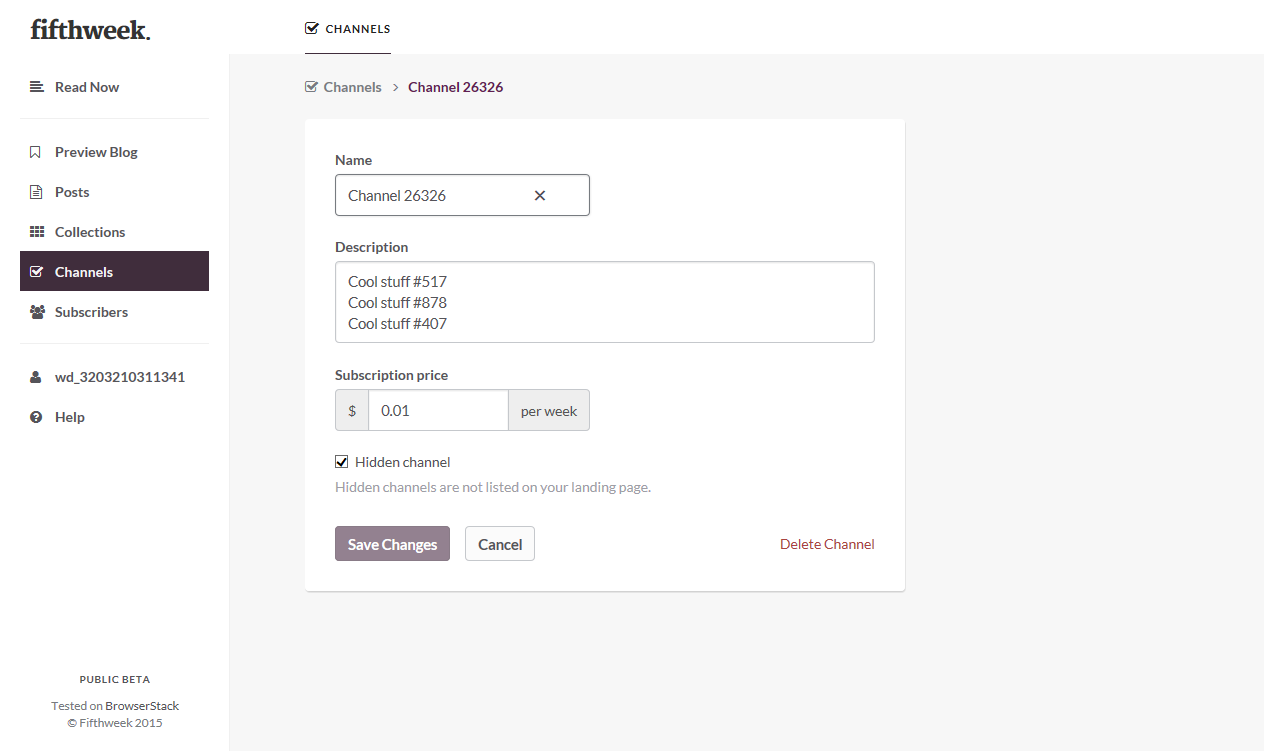 fifthweek.
CHANNELS
Read Now
Preview Blog
Posts
Collections
Channels
Subscribers
wd_3203210311341
Help
PUBLIC BETA
Tested on BrowserStack
© Fifthweek 2015
Channels > Channel 26326
Name
Channel 26326
Description
Cool stuff #517
Cool stuff #878
Cool stuff #407
Subscription price
$ 0.01 per week
Hidden channel
Hidden channels are not listed on your landing page.
Save Changes Cancel Delete Channel